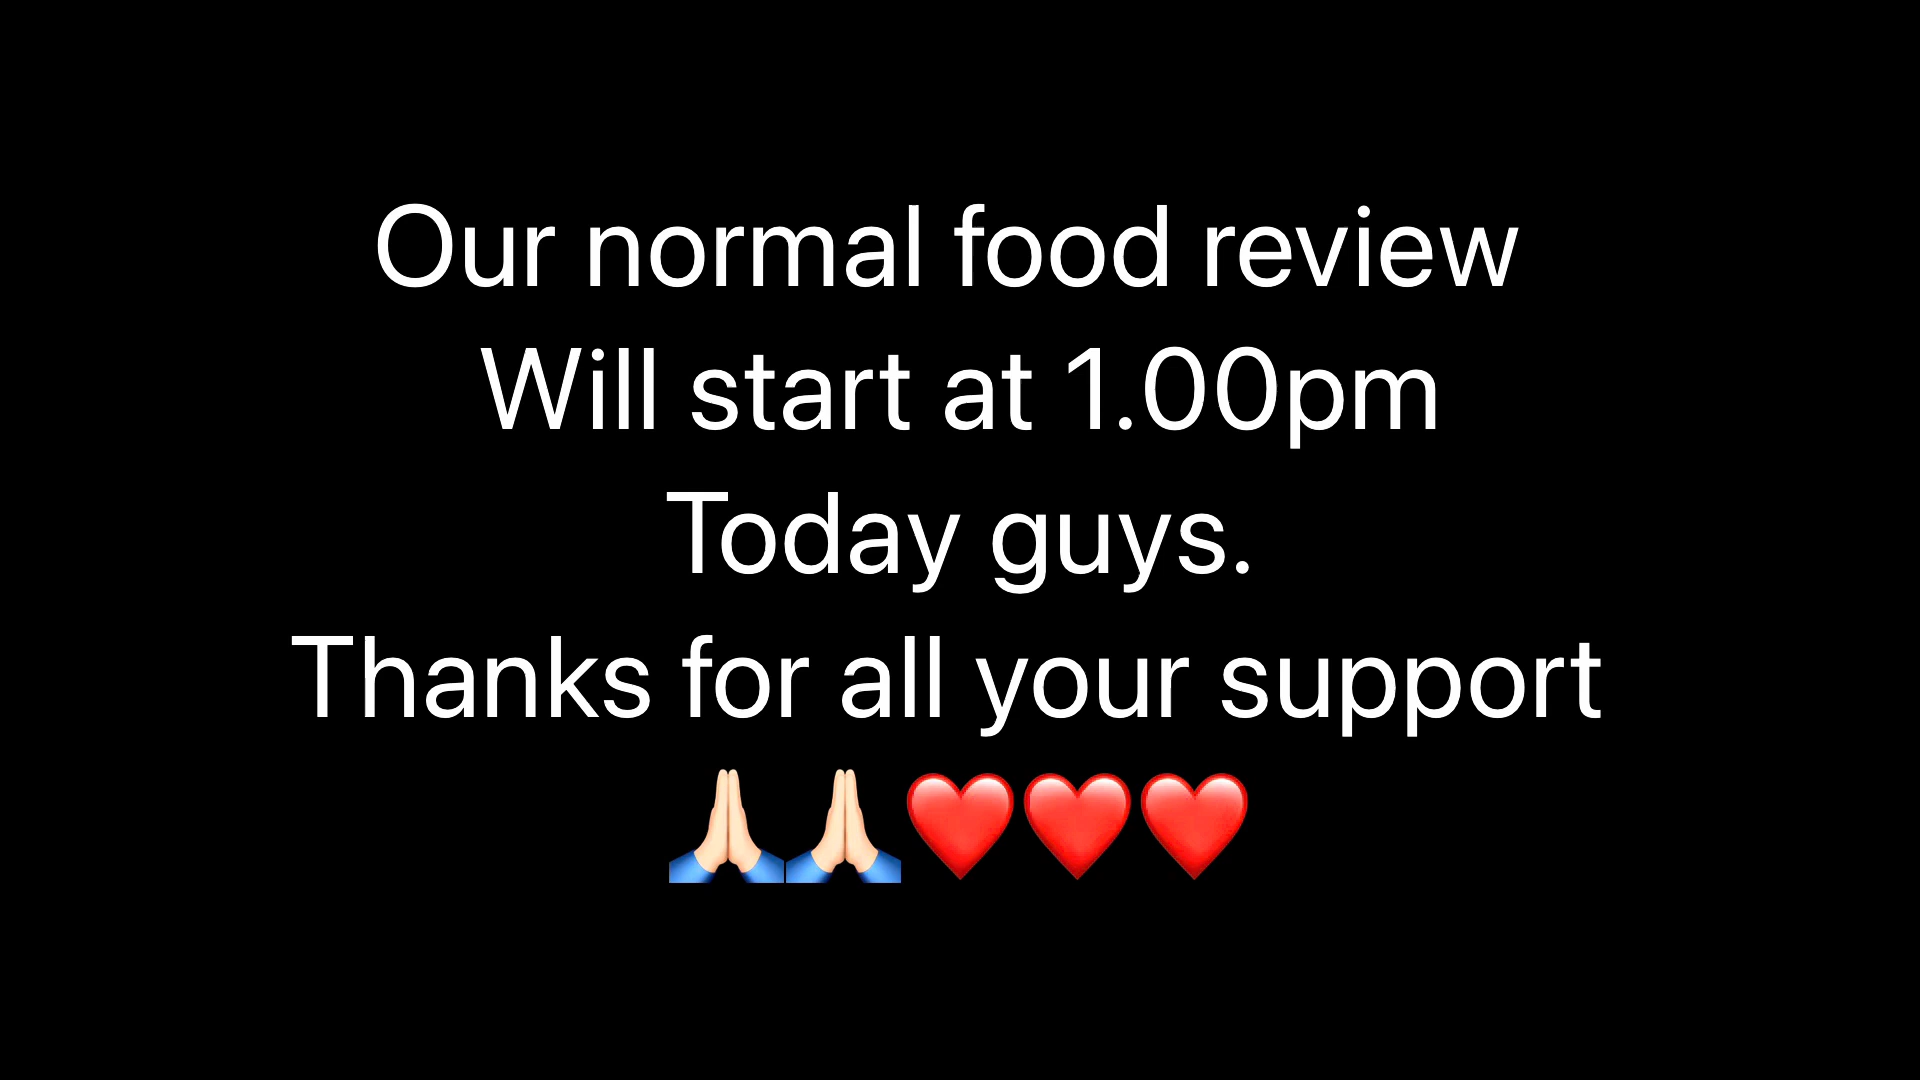 Our normal food review
Will start at 1.00pm
Today guys.
Thanks for all your support
🙏🏻🙏🏻❤️❤️❤️